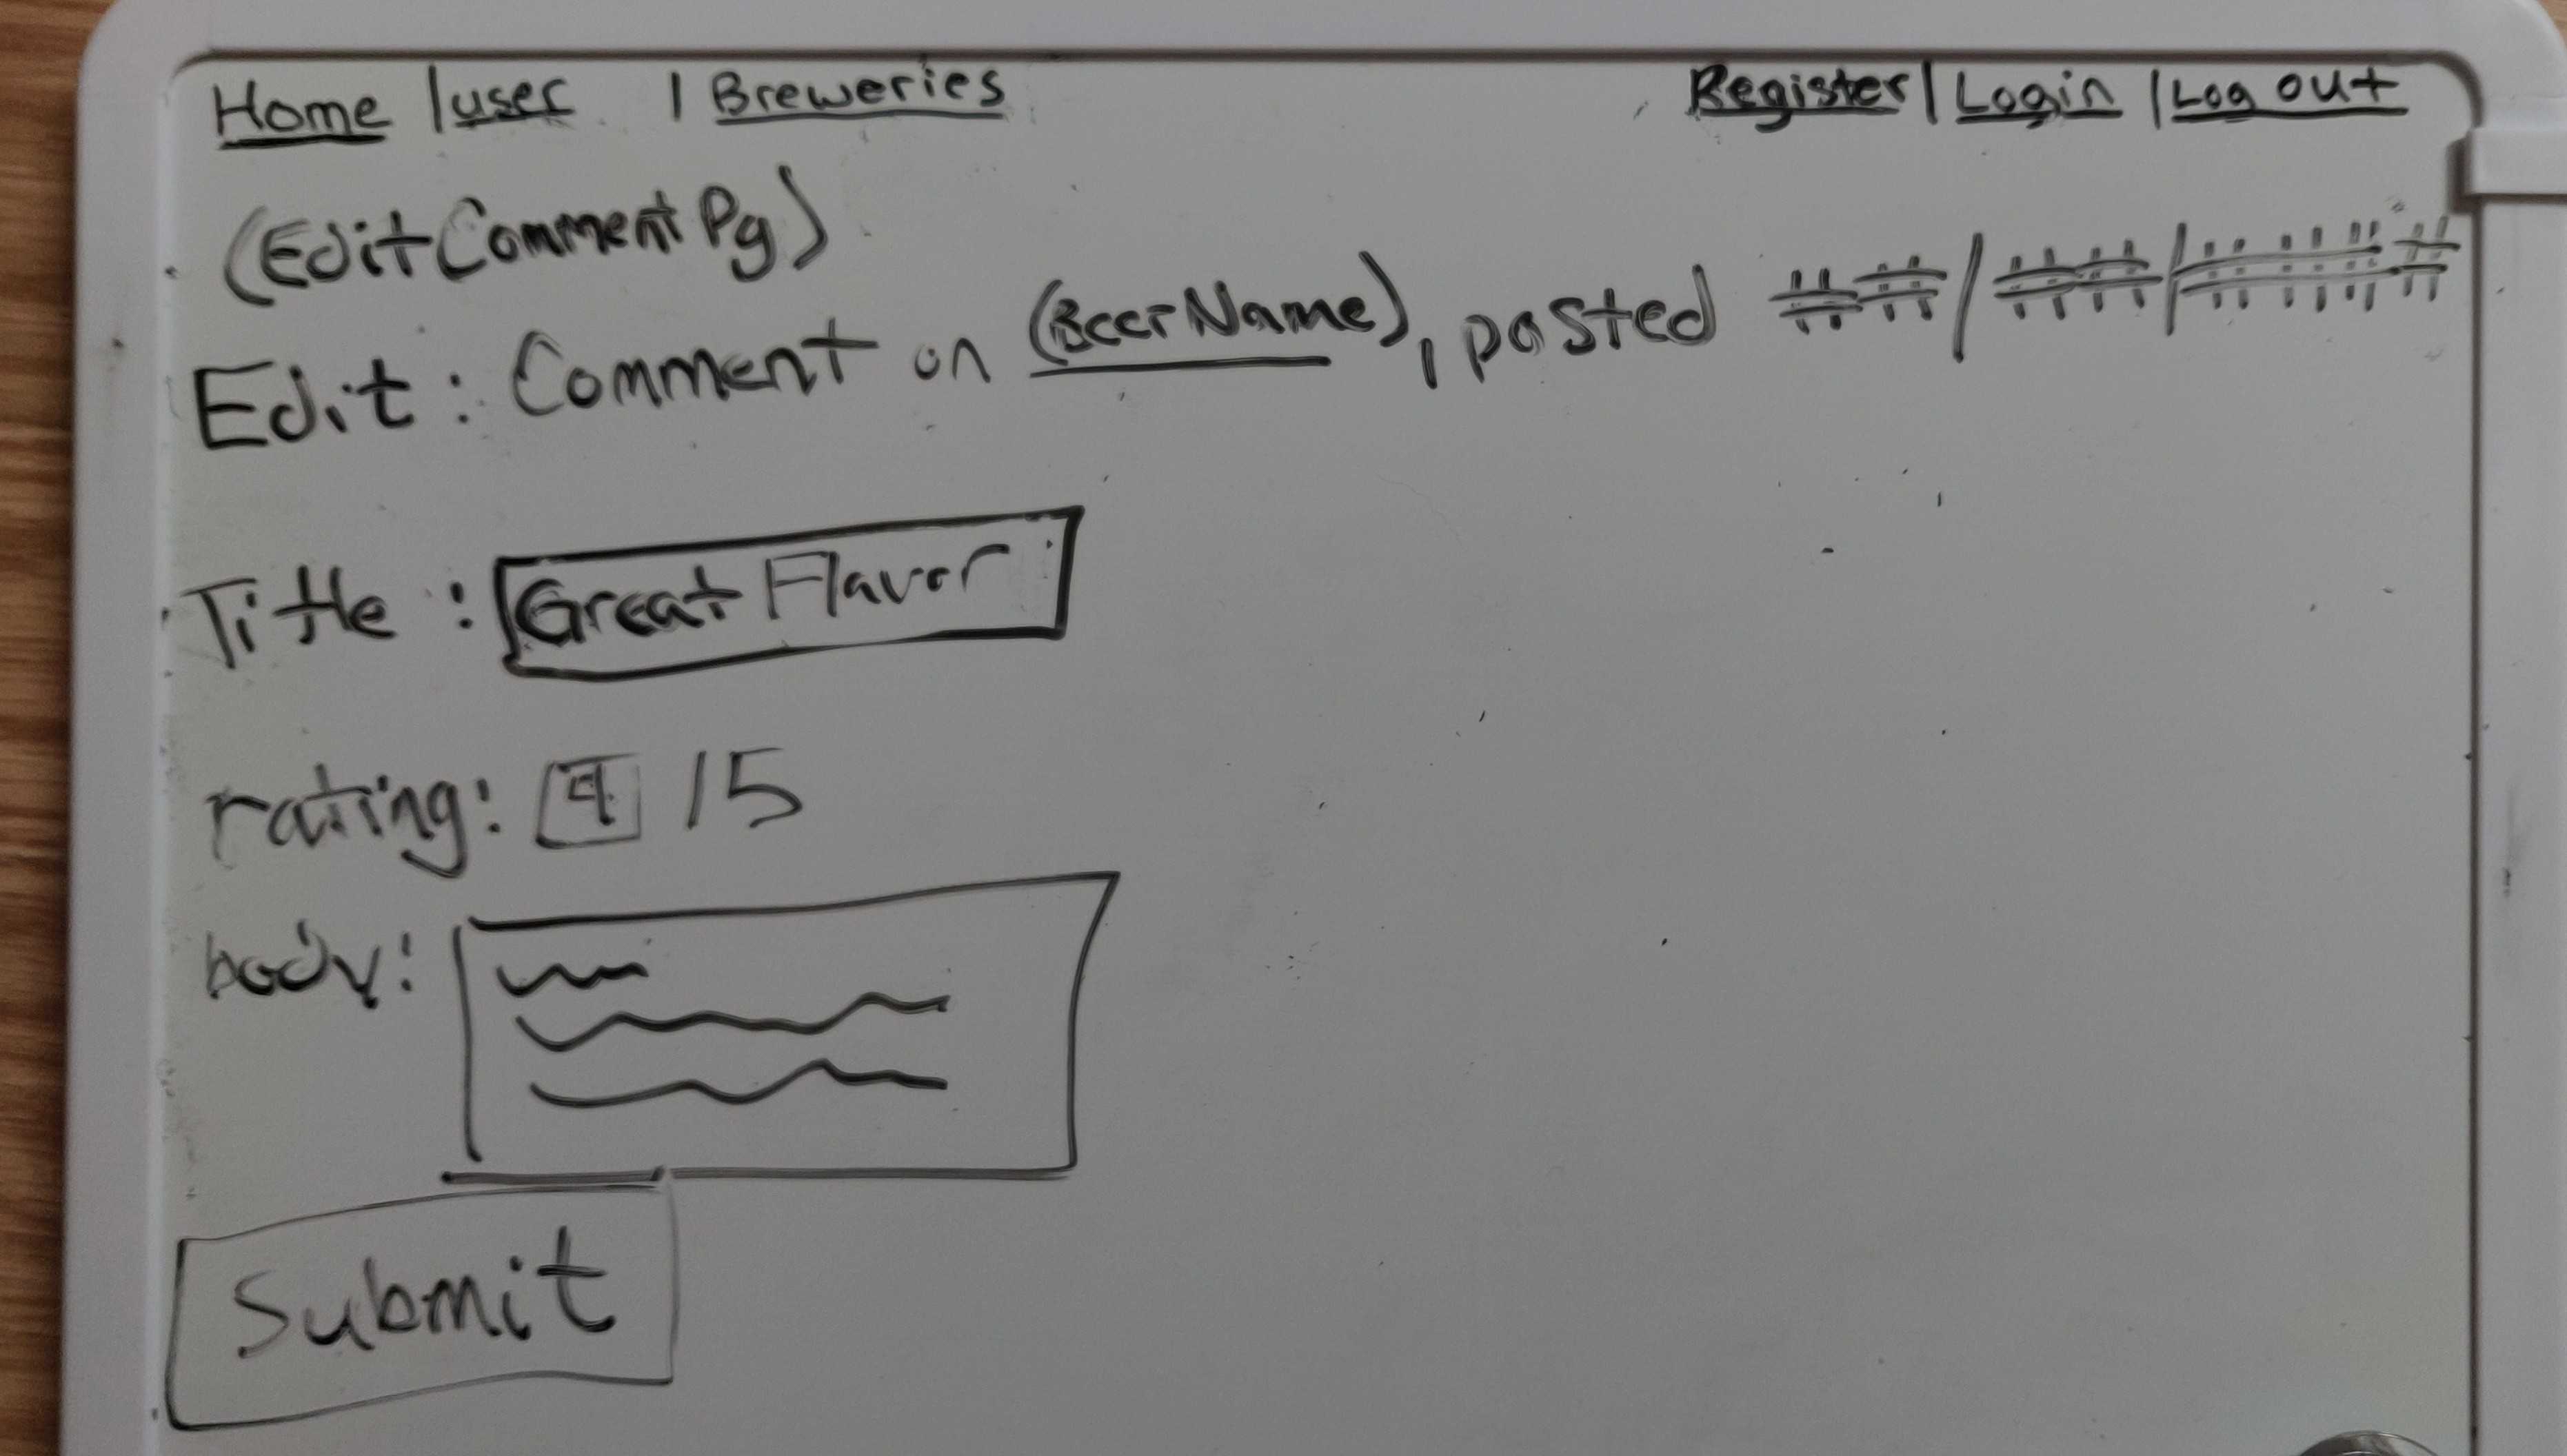 Home | user | Breweries Register | Login | Log out
(Edit Comment Pg)
Edit: Comment on (Beer Name), posted ##/##/####
Title: Great Flavor
rating: 4 /5
body:
Submit